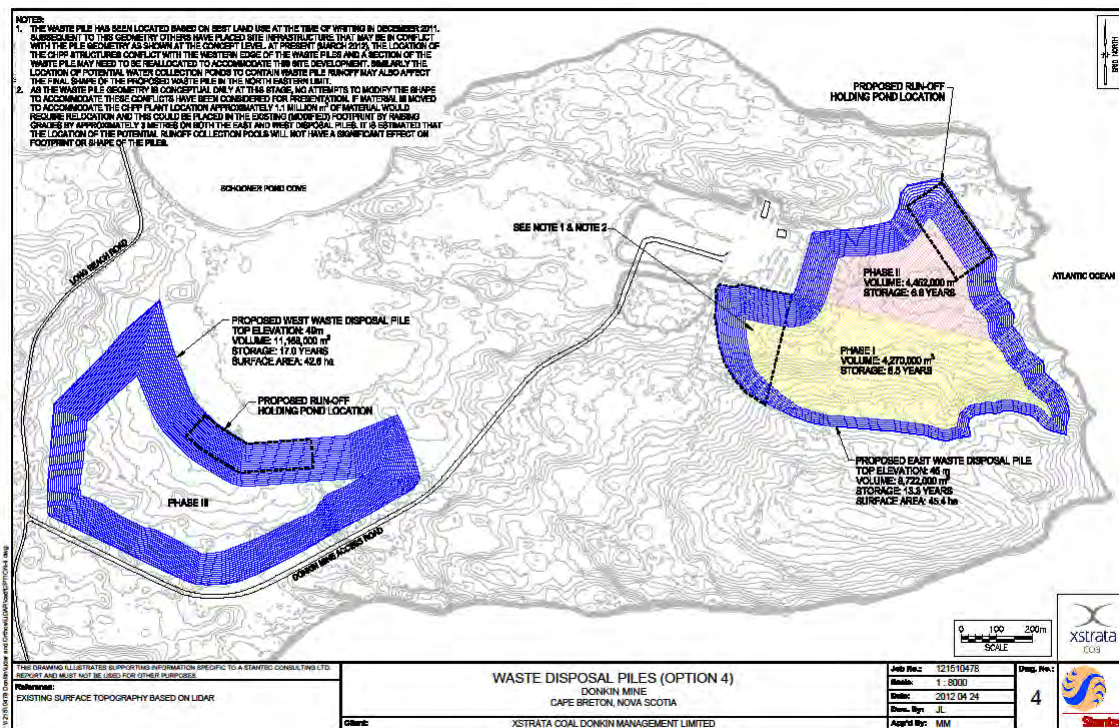 NOTES:
1. THE WASTE PILE HAS BEEN LOCATED BASED ON BEST LAND USE AT THE TIME OF WRITING IN DECEMBER 2011.
SUBSEQUENT TO THIS GEOMETRY OTHERS HAVE PLACED SITE INFRASTRUCTURE THAT MAY BE IN CONFLICT
WITH THE PILE GEOMETRY AS SHOWN AT THE CONCEPT LEVEL. AT PRESENT (MARCH 2012), THE LOCATION OF
THE CHPP STRUCTURES CONFLICT WITH THE WESTERN EDGE OF THE WASTE PILES AND A SECTION OF THE
WASTE PILE MAY NEED TO BE REALLOCATED TO ACCOMMODATE THIS SITE DEVELOPMENT. SIMILARLY THE
LOCATION OF POTENTIAL WATER COLLECTION PONDS TO CONTAIN WASTE PILE RUNOFF MAY ALSO AFFECT
THE FINAL SHAPE OF THE PROPOSED WASTE PILE IN THE NORTH EASTERN LIMIT.
2. AS THE WASTE PILE GEOMETRY IS CONCEPTUAL ONLY AT THIS STAGE, NO ATTEMPTS TO MODIFY THE SHAPE
TO ACCOMMODATE THESE CONFLICTS HAVE BEEN CONSIDERED FOR PRESENTATION. IF MATERIAL IS MOVED
TO ACCOMMODATE THE CHPP PLANT LOCATION APPROXIMATELY 1.1 MILLION m³ OF MATERIAL WOULD
REQUIRE RELOCATION AND THIS COULD BE PLACED IN THE EXISTING (MODIFIED) FOOTPRINT BY RAISING
GRADES BY APPROXIMATELY 3 METRES ON BOTH THE EAST AND WEST DISPOSAL PILES. IT IS ESTIMATED THAT
THE LOCATION OF THE POTENTIAL RUNOFF COLLECTION POOLS WILL NOT HAVE A SIGNIFICANT EFFECT ON
FOOTPRINT OR SHAPE OF THE PILES.
GRID NORTH
PROPOSED RUN-OFF
HOLDING POND LOCATION
SCHOONER POND COVE
SEE NOTE 1 & NOTE 2
LONG BEACH ROAD
ATLANTIC OCEAN
PHASE II
VOLUME: 4,452,000 m³
STORAGE: 6.8 YEARS
PROPOSED WEST WASTE DISPOSAL PILE
TOP ELEVATION: 49m
VOLUME: 11,168,000 m³
STORAGE: 17.0 YEARS
SURFACE AREA: 42.6 ha
PHASE I
VOLUME: 4,270,000 m³
STORAGE: 6.5 YEARS
PROPOSED RUN-OFF
HOLDING POND LOCATION
PROPOSED EAST WASTE DISPOSAL PILE
TOP ELEVATION: 46 m
VOLUME: 8,722,000 m³
STORAGE: 13.3 YEARS
SURFACE AREA: 45.4 ha
PHASE III
DONKIN MINE ACCESS ROAD
0 100 200m
SCALE
xstrata
coal
THIS DRAWING ILLUSTRATES SUPPORTING INFORMATION SPECIFIC TO A STANTEC CONSULTING LTD.
REPORT AND MUST NOT BE USED FOR OTHER PURPOSES.
Reference:
EXISTING SURFACE TOPOGRAPHY BASED ON LIDAR
WASTE DISPOSAL PILES (OPTION 4)
DONKIN MINE
CAPE BRETON, NOVA SCOTIA
Client: XSTRATA COAL DONKIN MANAGEMENT LIMITED
Job No.: 121510478
Scale: 1 : 8000
Date: 2012 04 24
Dwn. By: JL
App'd By: MM
Dwg. No.:
4
Stantec